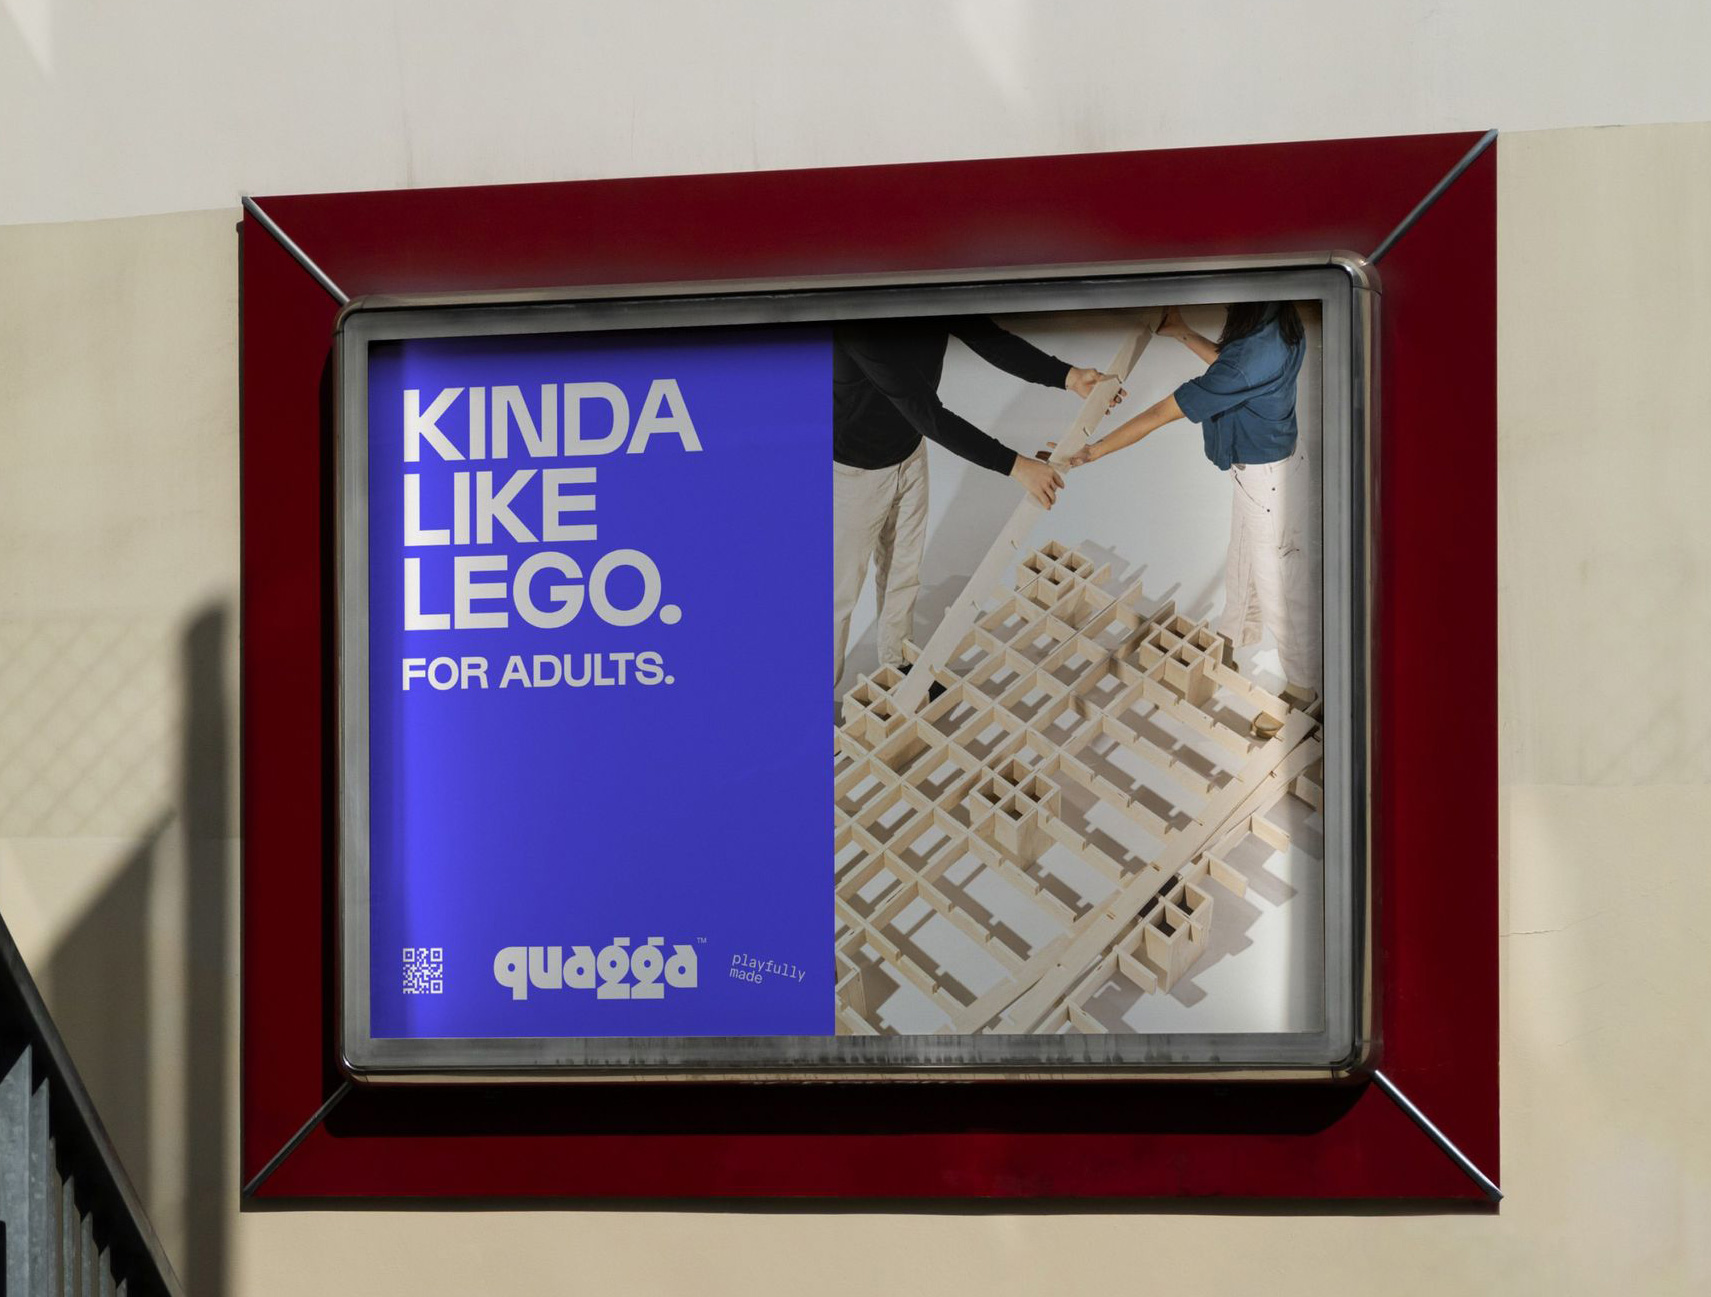 KINDA
LIKE
LEGO.
FOR ADULTS.
quagga™
playfully
made